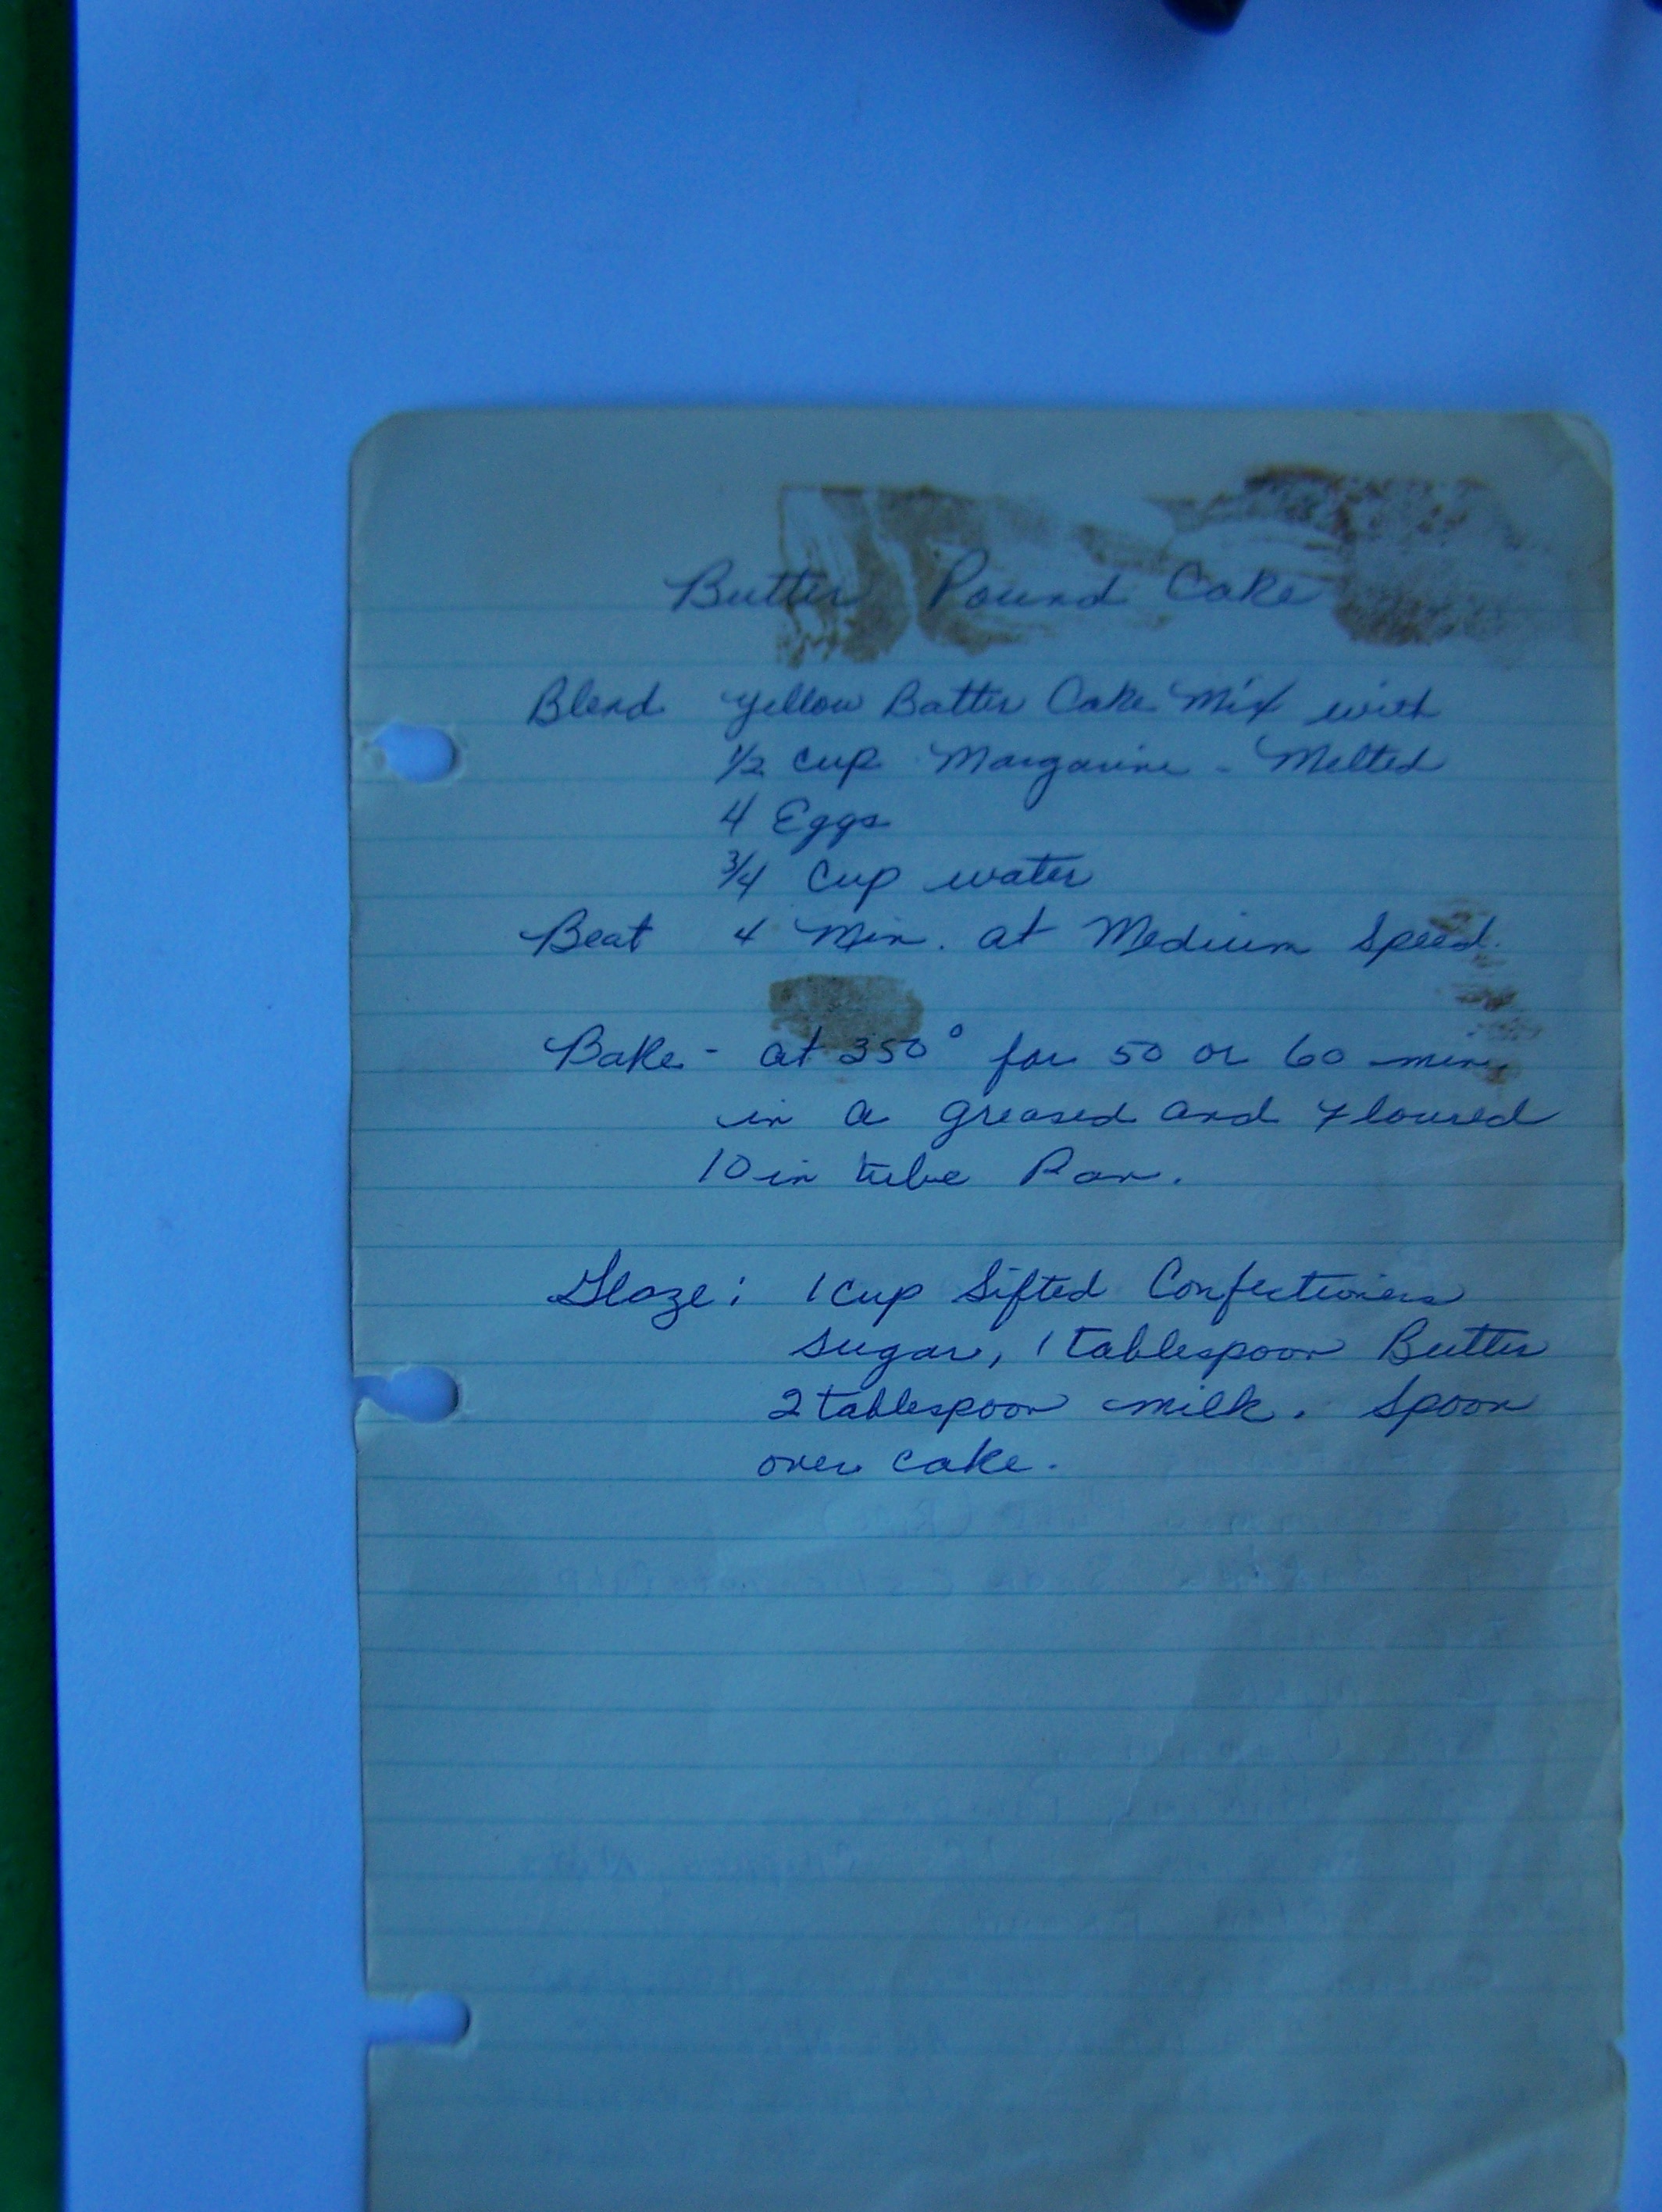 Butter Pound Cake
Blend yellow Batter Cake Mix with
1/2 cup Margarine - Melted
4 Eggs
3/4 cup water
Beat 4 Min. at Medium Speed.
Bake - at 350° for 50 or 60 min.
in a greased and floured
10 in tube Pan.
Glaze: 1 cup Sifted Confectioners
sugar, 1 tablespoon Butter
2 tablespoon milk. Spoon
over cake.